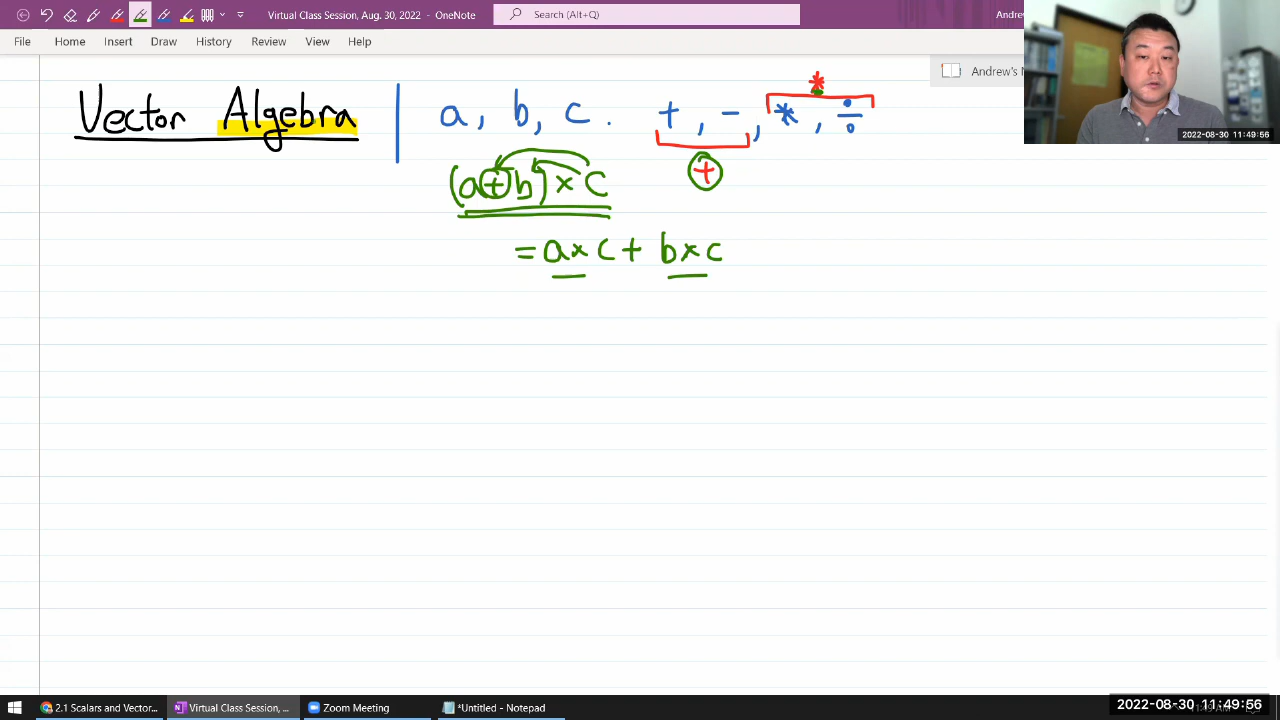 Virtual Class Session, Aug. 30, 2022 - OneNote
Search (Alt+Q)
Andrew
File Home Insert Draw History Review View Help
Andrew's N
2022-08-30 11:49:56
Vector Algebra
a, b, c. +, -, *, ÷
*
+
(a+b)×c
=a×c+ b×c
2.1 Scalars and Vector...
Virtual Class Session, ...
Zoom Meeting
*Untitled - Notepad
2022-08-30 11:49:56